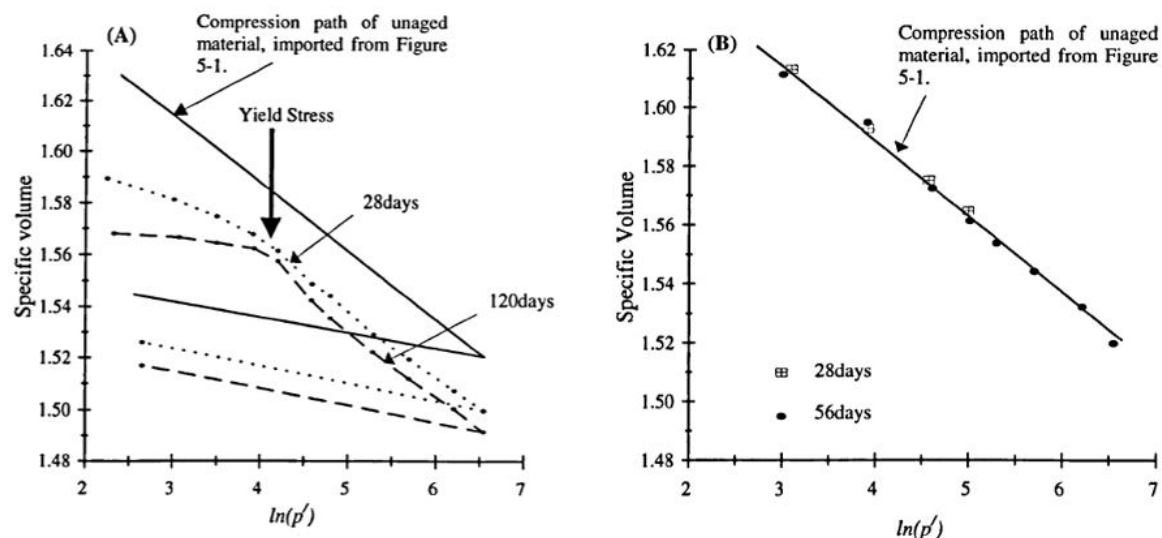 (A)
Compression path of unaged
material, imported from Figure
5-1.
Yield Stress
28days
120days
Specific volume
1.64
1.62
1.60
1.58
1.56
1.54
1.52
1.50
1.48
2 3 4 5 6 7
ln(p′)
(B)
Compression path of unaged
material, imported from Figure
5-1.
Specific Volume
1.62
1.60
1.58
1.56
1.54
1.52
1.50
1.48
28days
56days
2 3 4 5 6 7
ln(p′)